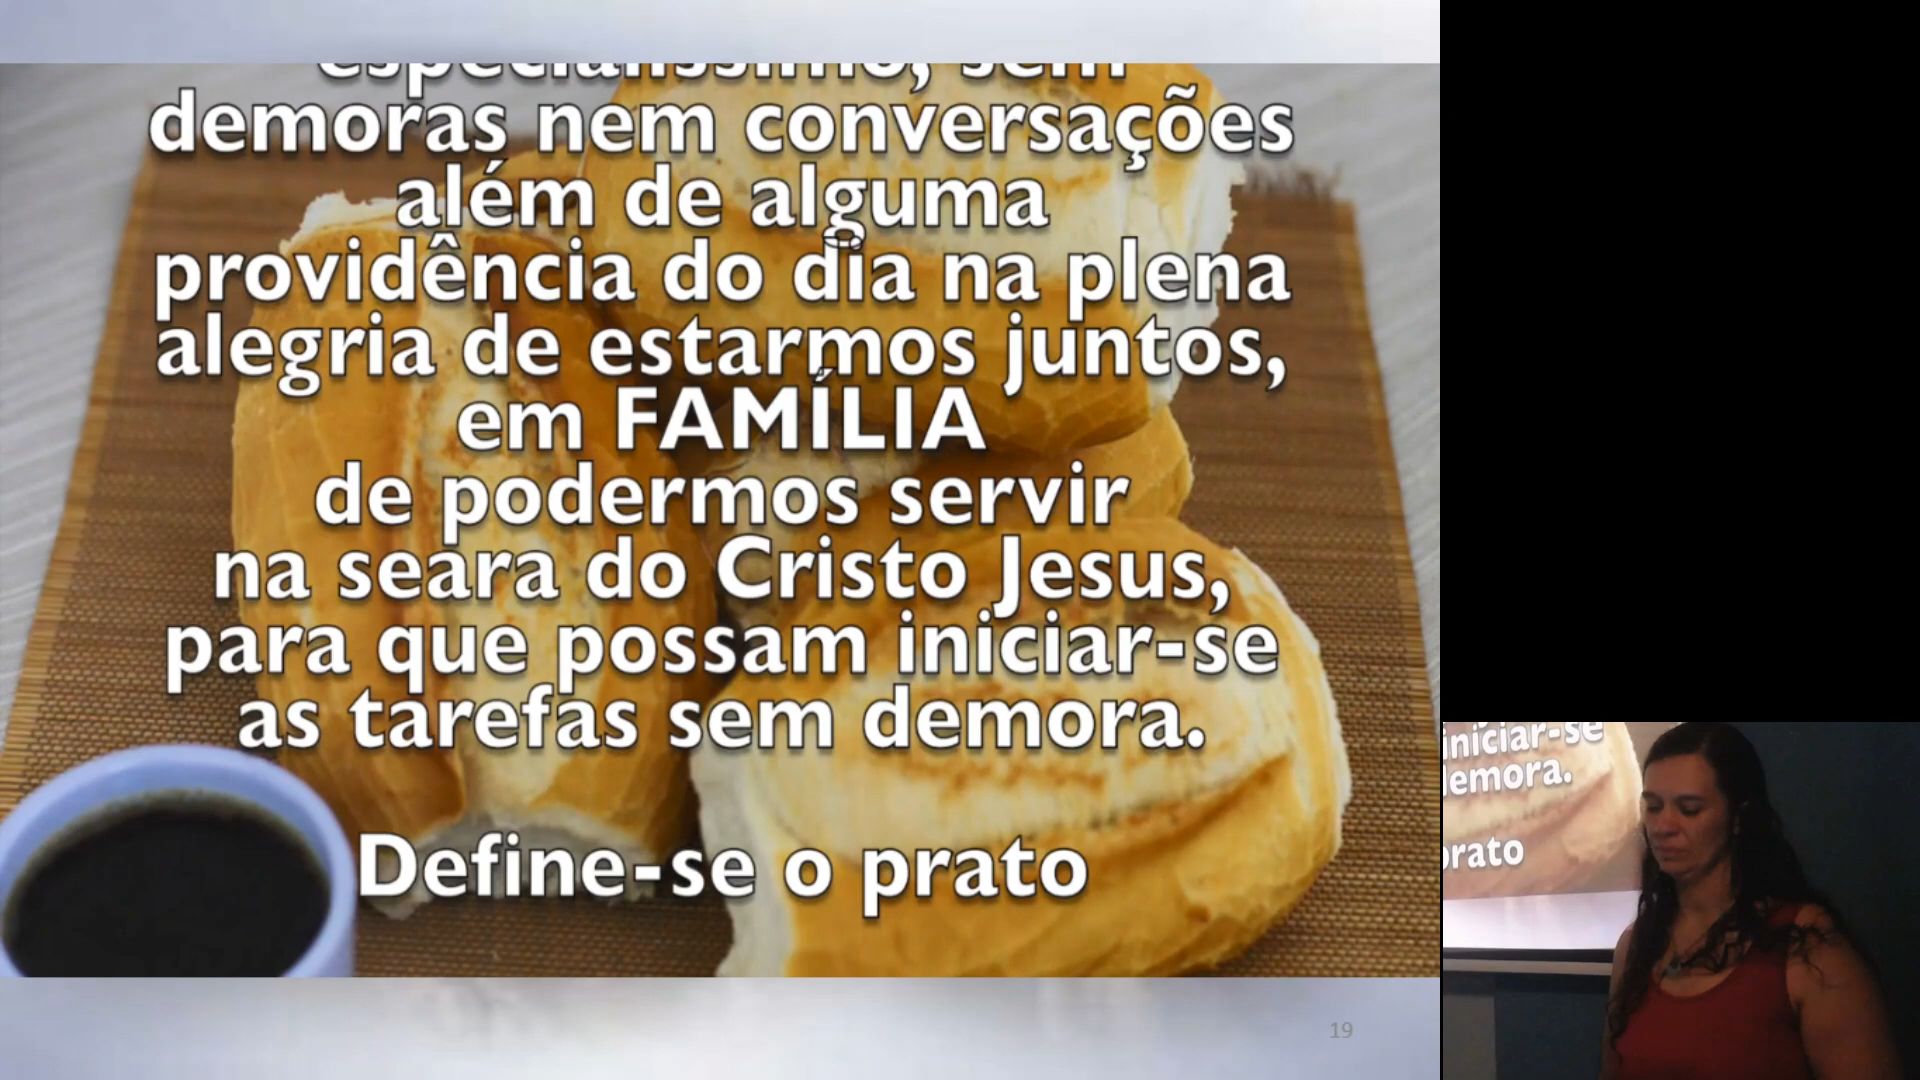 especialíssimo, sem
demoras nem conversações
além de alguma
providência do dia na plena
alegria de estarmos juntos,
em FAMÍLIA
de podermos servir
na seara do Cristo Jesus,
para que possam iniciar-se
as tarefas sem demora.
Define-se o prato
19
iniciar-se
demora.
prato